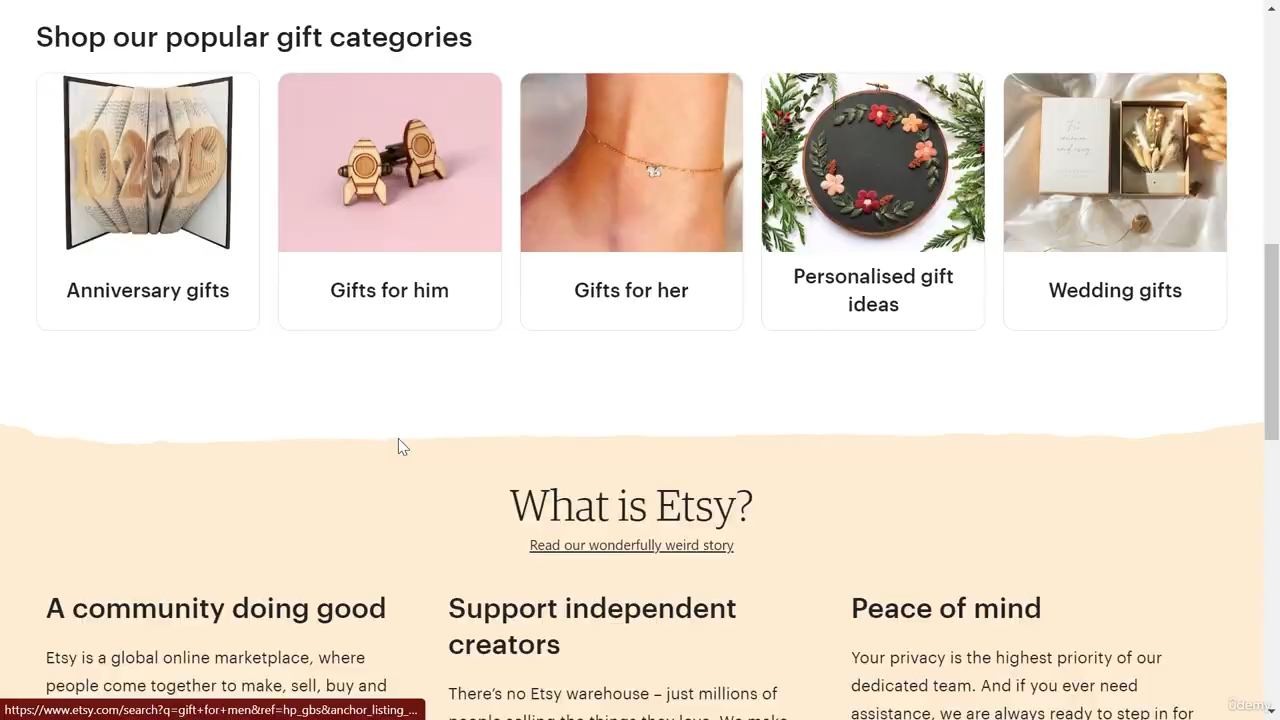 Shop our popular gift categories
Anniversary gifts
Gifts for him
Gifts for her
Personalised gift
ideas
Wedding gifts
What is Etsy?
Read our wonderfully weird story
A community doing good
Etsy is a global online marketplace, where
people come together to make, sell, buy and
Support independent
creators
There's no Etsy warehouse – just millions of
Peace of mind
Your privacy is the highest priority of our
dedicated team. And if you ever need
assistance, we are always ready to step in for
https://www.etsy.com/search?q=gift+for+men&ref=hp_gbs&anchor_listing_...
ûdemy